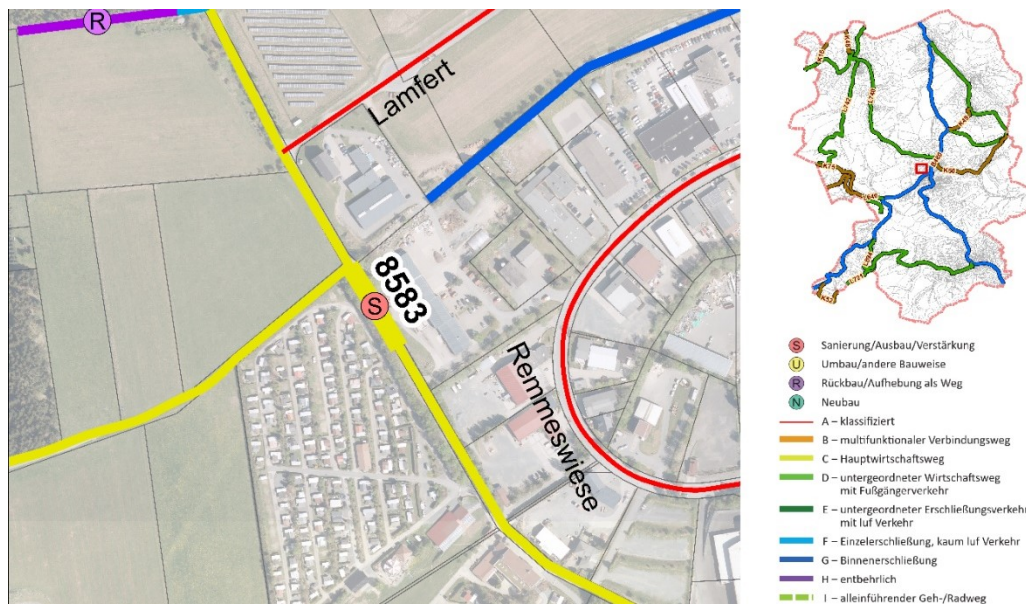 R
Lamfert
8583
S
Remmeswiese
S Sanierung/Ausbau/Verstärkung
U Umbau/andere Bauweise
R Rückbau/Aufhebung als Weg
N Neubau
A – klassifiziert
B – multifunktionaler Verbindungsweg
C – Hauptwirtschaftsweg
D – untergeordneter Wirtschaftsweg
mit Fußgängerverkehr
E – untergeordneter Erschließungsverkehr
mit luf Verkehr
F – Einzelerschließung, kaum luf Verkehr
G – Binnenerschließung
H – entbehrlich
I – alleinführender Geh-/Radweg